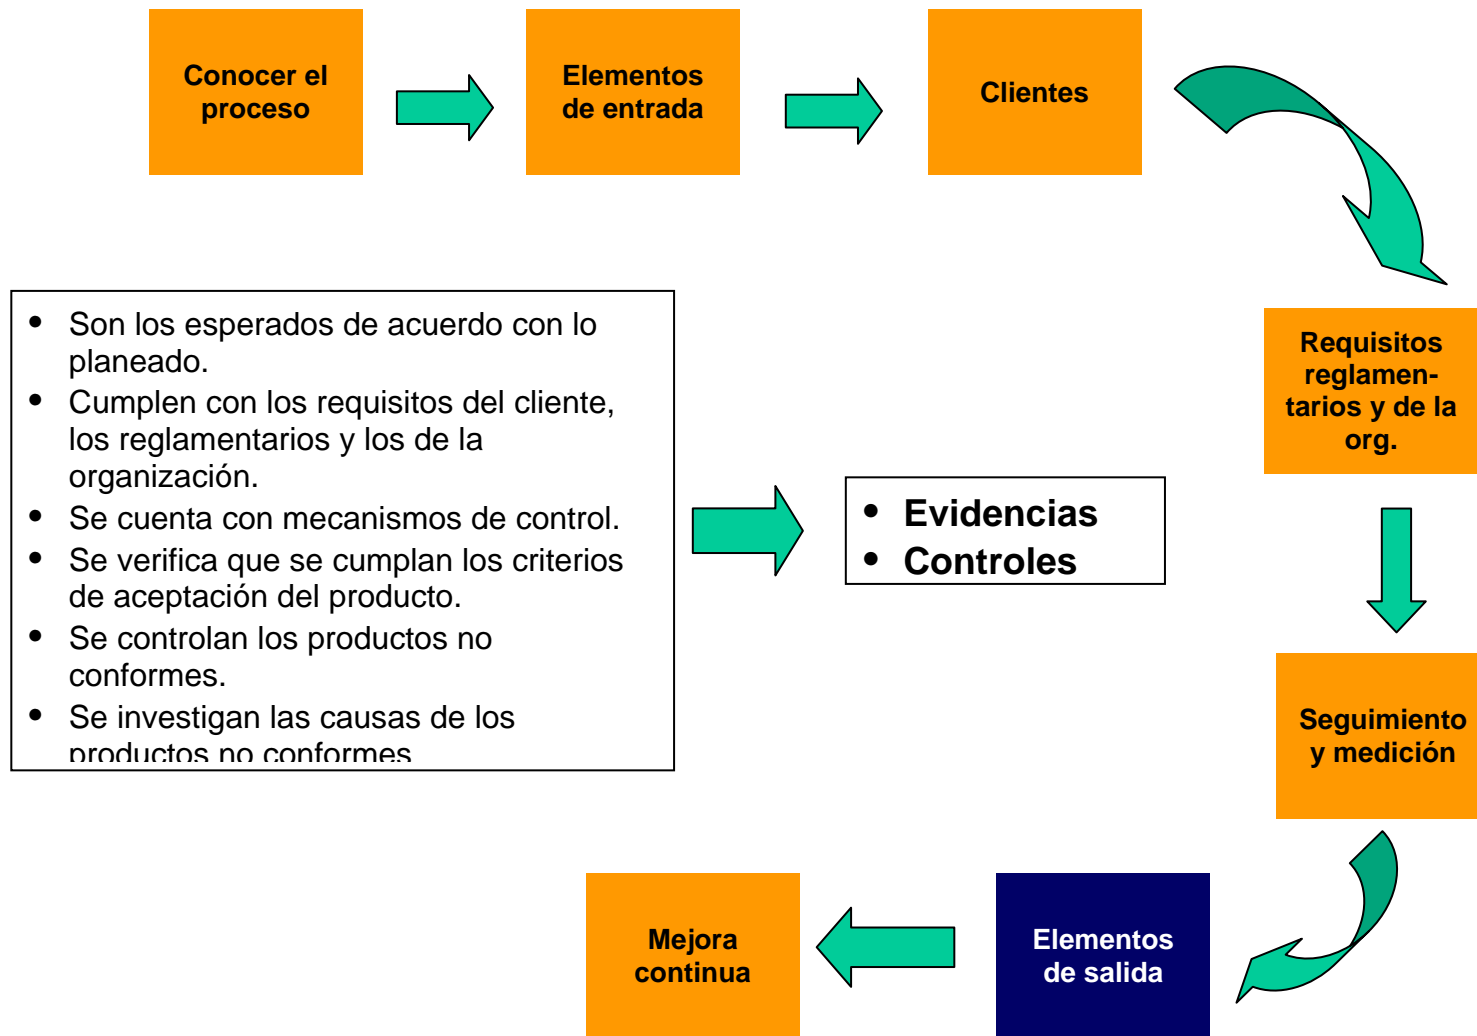 Conocer el
proceso
Elementos
de entrada
Clientes
Requisitos
reglamen-
tarios y de la
org.
• Son los esperados de acuerdo con lo
planeado.
• Cumplen con los requisitos del cliente,
los reglamentarios y los de la
organización.
• Se cuenta con mecanismos de control.
• Se verifica que se cumplan los criterios
de aceptación del producto.
• Se controlan los productos no
conformes.
• Se investigan las causas de los
productos no conformes
• Evidencias
• Controles
Seguimiento
y medición
Elementos
de salida
Mejora
continua